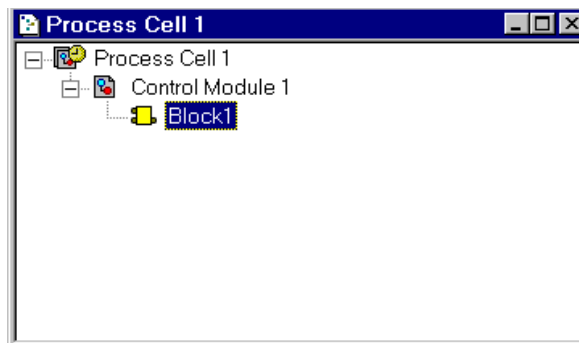 Process Cell 1
Process Cell 1
Control Module 1
Block1